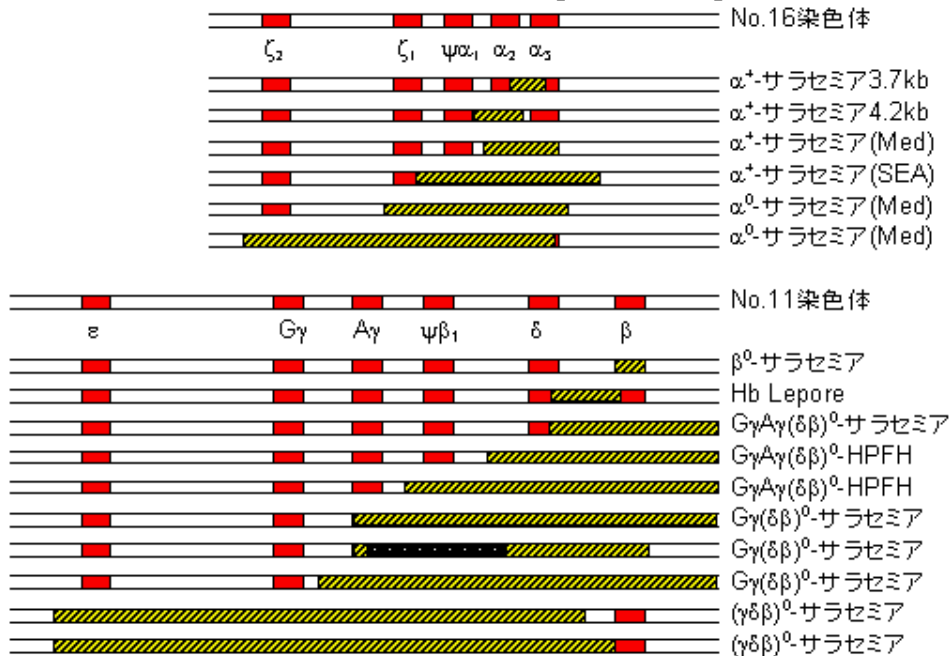 No.16染色体
ζ₂ ζ₁ ψα₁ α₂ α₃
α⁺-サラセミア3.7kb
α⁺-サラセミア4.2kb
α⁺-サラセミア(Med)
α⁺-サラセミア(SEA)
α⁰-サラセミア(Med)
α⁰-サラセミア(Med)
No.11染色体
ε Gγ Aγ ψβ₁ δ β
β⁰-サラセミア
Hb Lepore
GγAγ(δβ)⁰-サラセミア
GγAγ(δβ)⁰-HPFH
GγAγ(δβ)⁰-HPFH
Gγ(δβ)⁰-サラセミア
Gγ(δβ)⁰-サラセミア
Gγ(δβ)⁰-サラセミア
(γδβ)⁰-サラセミア
(γδβ)⁰-サラセミア